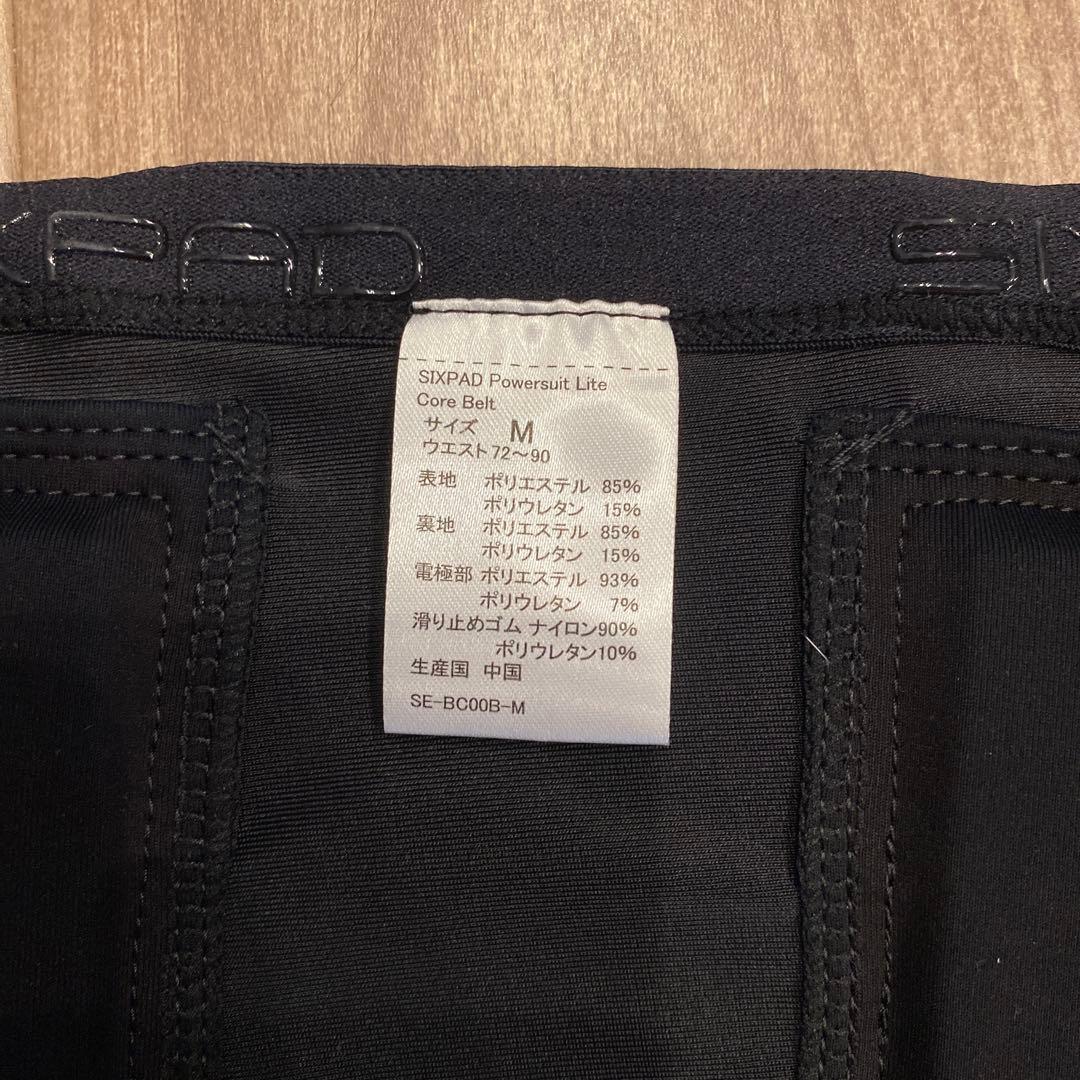 XPAD SI
SIXPAD Powersuit Lite
Core Belt
サイズ M
ウエスト72～90
表地 ポリエステル 85%
ポリウレタン 15%
裏地 ポリエステル 85%
ポリウレタン 15%
電極部 ポリエステル 93%
ポリウレタン 7%
滑り止めゴム ナイロン90%
ポリウレタン10%
生産国 中国
SE-BC00B-M